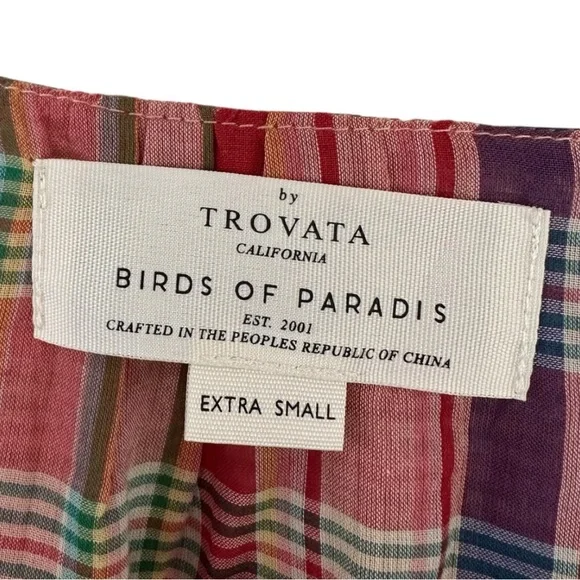 by
TROVATA
CALIFORNIA
BIRDS OF PARADIS
EST. 2001
CRAFTED IN THE PEOPLES REPUBLIC OF CHINA
EXTRA SMALL